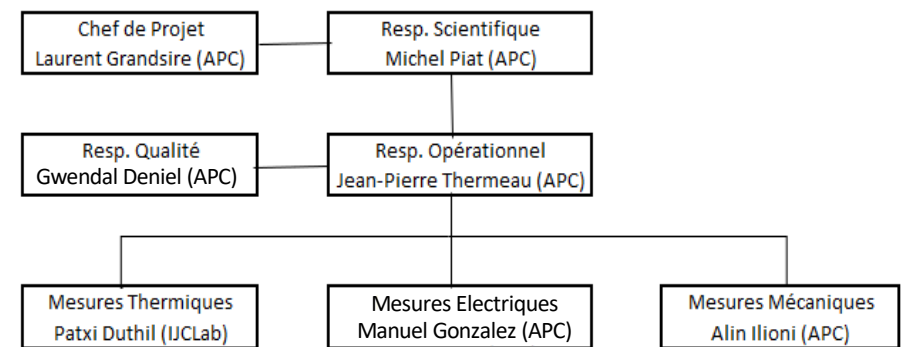 Chef de Projet
Laurent Grandsire (APC)
Resp. Scientifique
Michel Piat (APC)
Resp. Qualité
Gwendal Deniel (APC)
Resp. Opérationnel
Jean-Pierre Thermeau (APC)
Mesures Thermiques
Patxi Duthil (IJCLab)
Mesures Electriques
Manuel Gonzalez (APC)
Mesures Mécaniques
Alin Ilioni (APC)